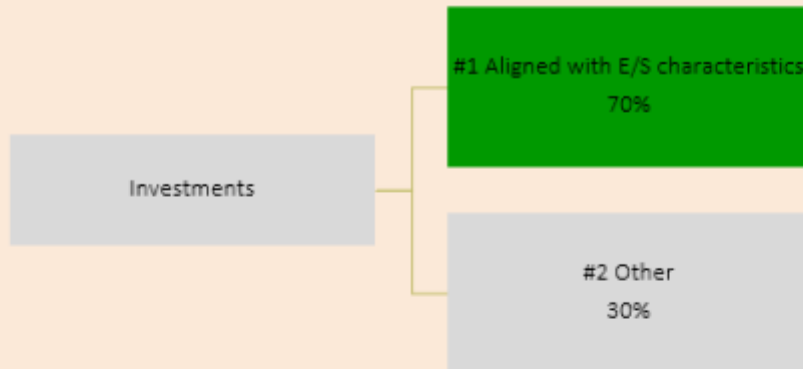 Investments
#1 Aligned with E/S characteristics
70%
#2 Other
30%